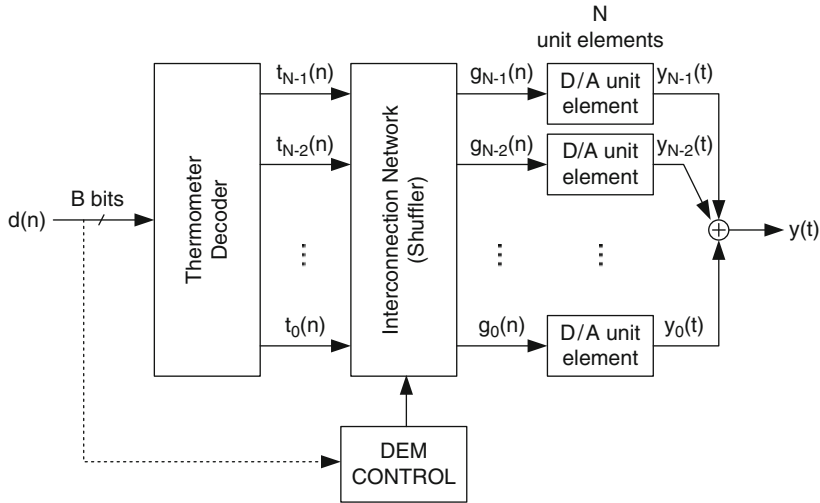 N
unit elements
t_{N-1}(n)
g_{N-1}(n)
D/A unit
element
y_{N-1}(t)
t_{N-2}(n)
g_{N-2}(n)
D/A unit
element
y_{N-2}(t)
d(n)
B bits
Thermometer
Decoder
Interconnection Network
(Shuffler)
+
y(t)
...
...
...
t_0(n)
g_0(n)
D/A unit
element
y_0(t)
DEM
CONTROL